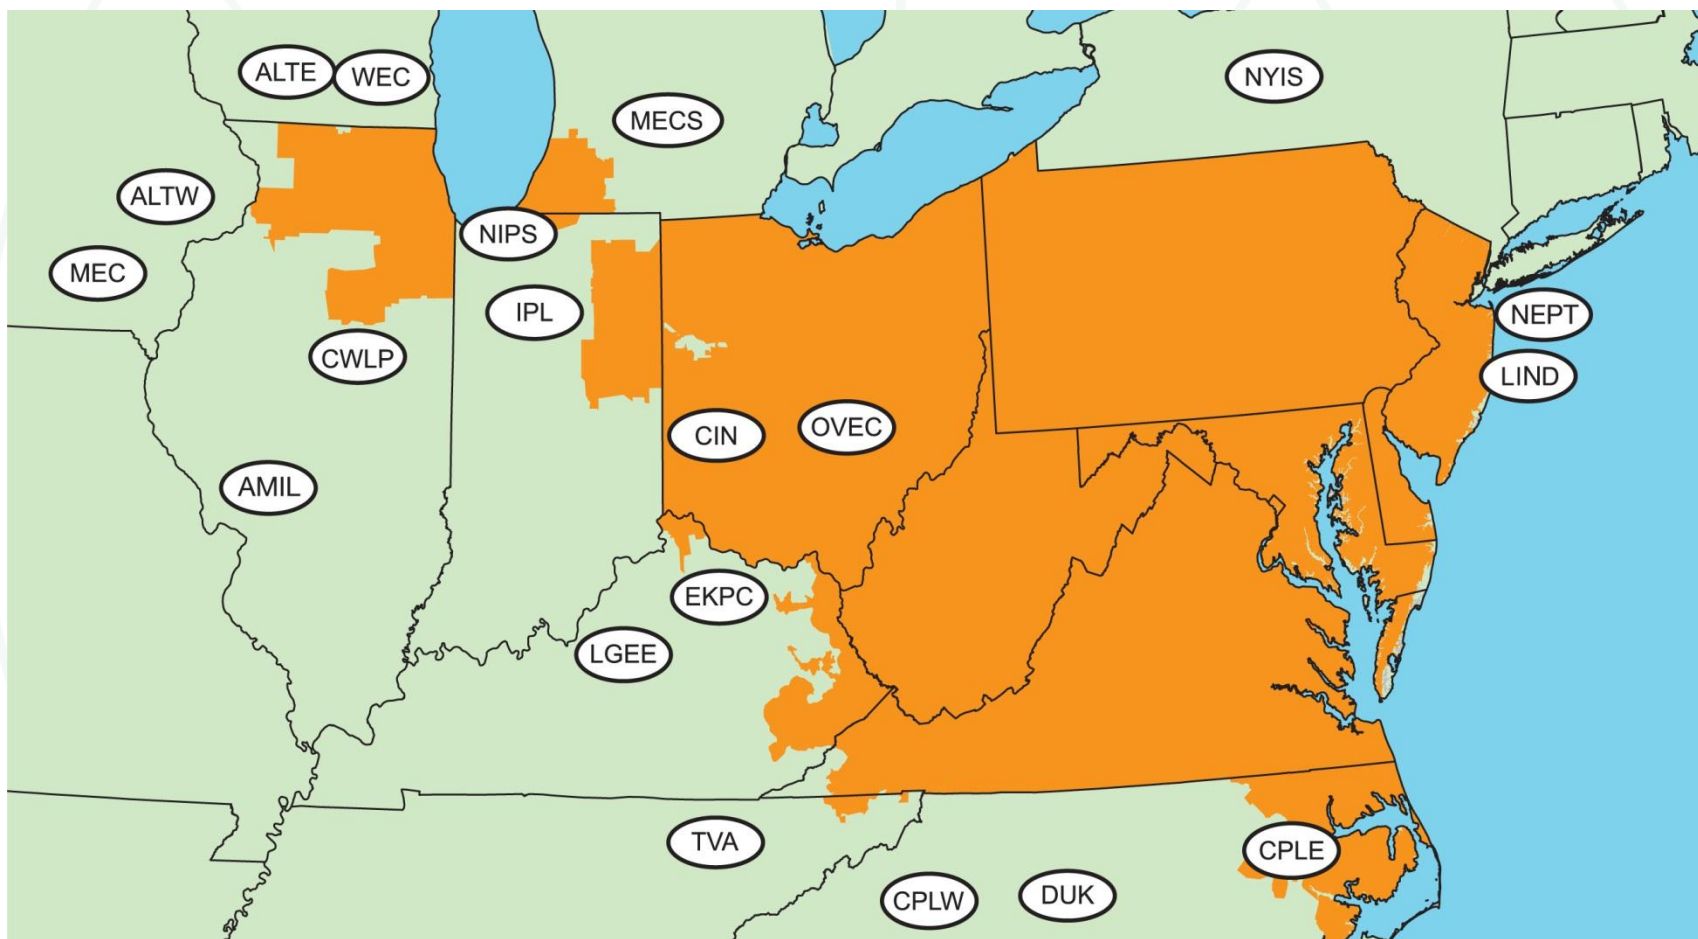 ALTE
WEC
NYIS
MECS
ALTW
NIPS
MEC
IPL
NEPT
CWLP
LIND
CIN
OVEC
AMIL
EKPC
LGEE
TVA
CPLE
CPLW
DUK